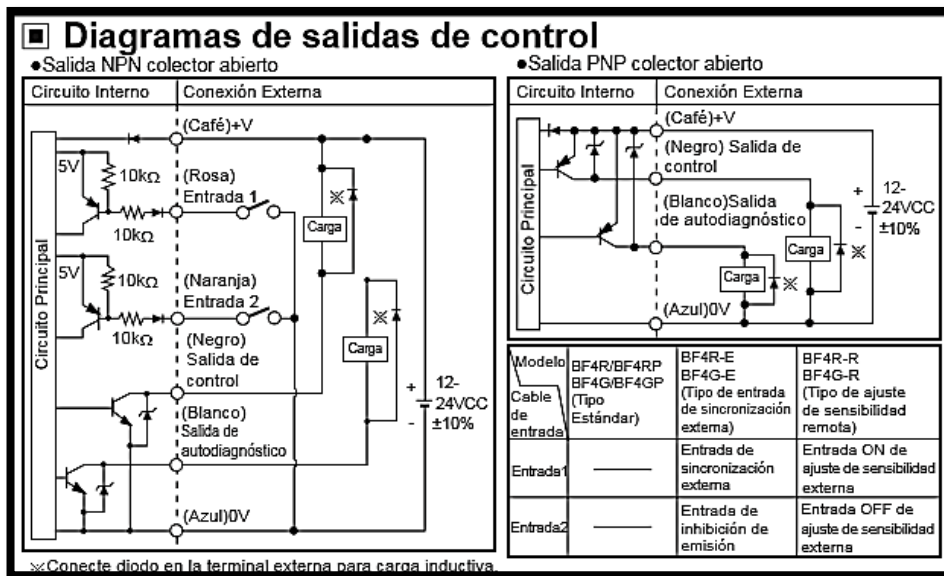 Diagramas de salidas de control
●Salida NPN colector abierto
Circuito Interno
Conexión Externa
Circuito Principal
(Café)+V
5V
10kΩ
10kΩ
(Rosa)
Entrada 1
5V
10kΩ
10kΩ
(Naranja)
Entrada 2
(Negro)
Salida de
control
(Blanco)
Salida de
autodiagnóstico
(Azul)0V
Carga
※
Carga
※
+
-
12-
24VCC
±10%
※Conecte diodo en la terminal externa para carga inductiva.
●Salida PNP colector abierto
Circuito Interno
Conexión Externa
Circuito Principal
(Café)+V
(Negro) Salida de
control
(Blanco)Salida
de autodiagnóstico
(Azul)0V
Carga
※
Carga
※
+
-
12-
24VCC
±10%
Modelo
Cable
de
entrada
BF4R/BF4RP
BF4G/BF4GP
(Tipo
Estándar)
BF4R-E
BF4G-E
(Tipo de entrada
de sincronización
externa)
BF4R-R
BF4G-R
(Tipo de ajuste
de sensibilidad
remota)
Entrada1
Entrada de
sincronización
externa
Entrada ON de
ajuste de sensibilidad
externa
Entrada2
Entrada de
inhibición de
emisión
Entrada OFF de
ajuste de sensibilidad
externa